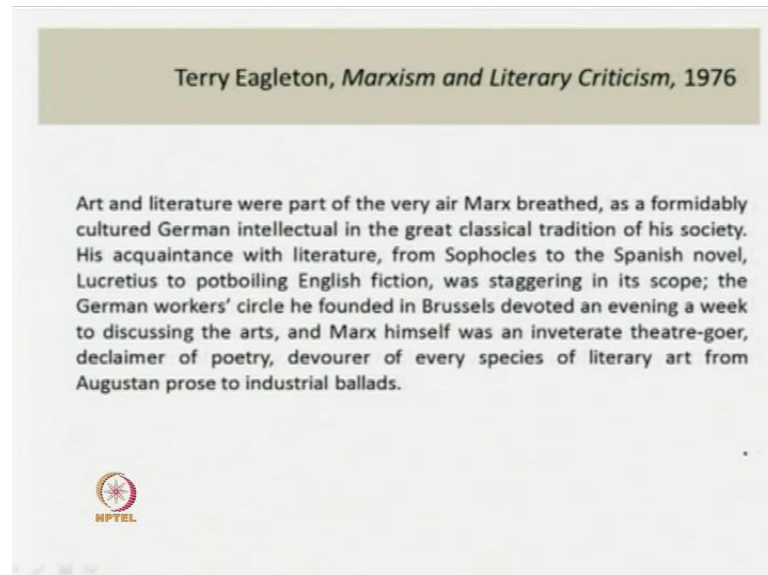 Terry Eagleton, Marxism and Literary Criticism, 1976
Art and literature were part of the very air Marx breathed, as a formidably
cultured German intellectual in the great classical tradition of his society.
His acquaintance with literature, from Sophocles to the Spanish novel,
Lucretius to potboiling English fiction, was staggering in its scope; the
German workers’ circle he founded in Brussels devoted an evening a week
to discussing the arts, and Marx himself was an inveterate theatre-goer,
declaimer of poetry, devourer of every species of literary art from
Augustan prose to industrial ballads.
NPTEL